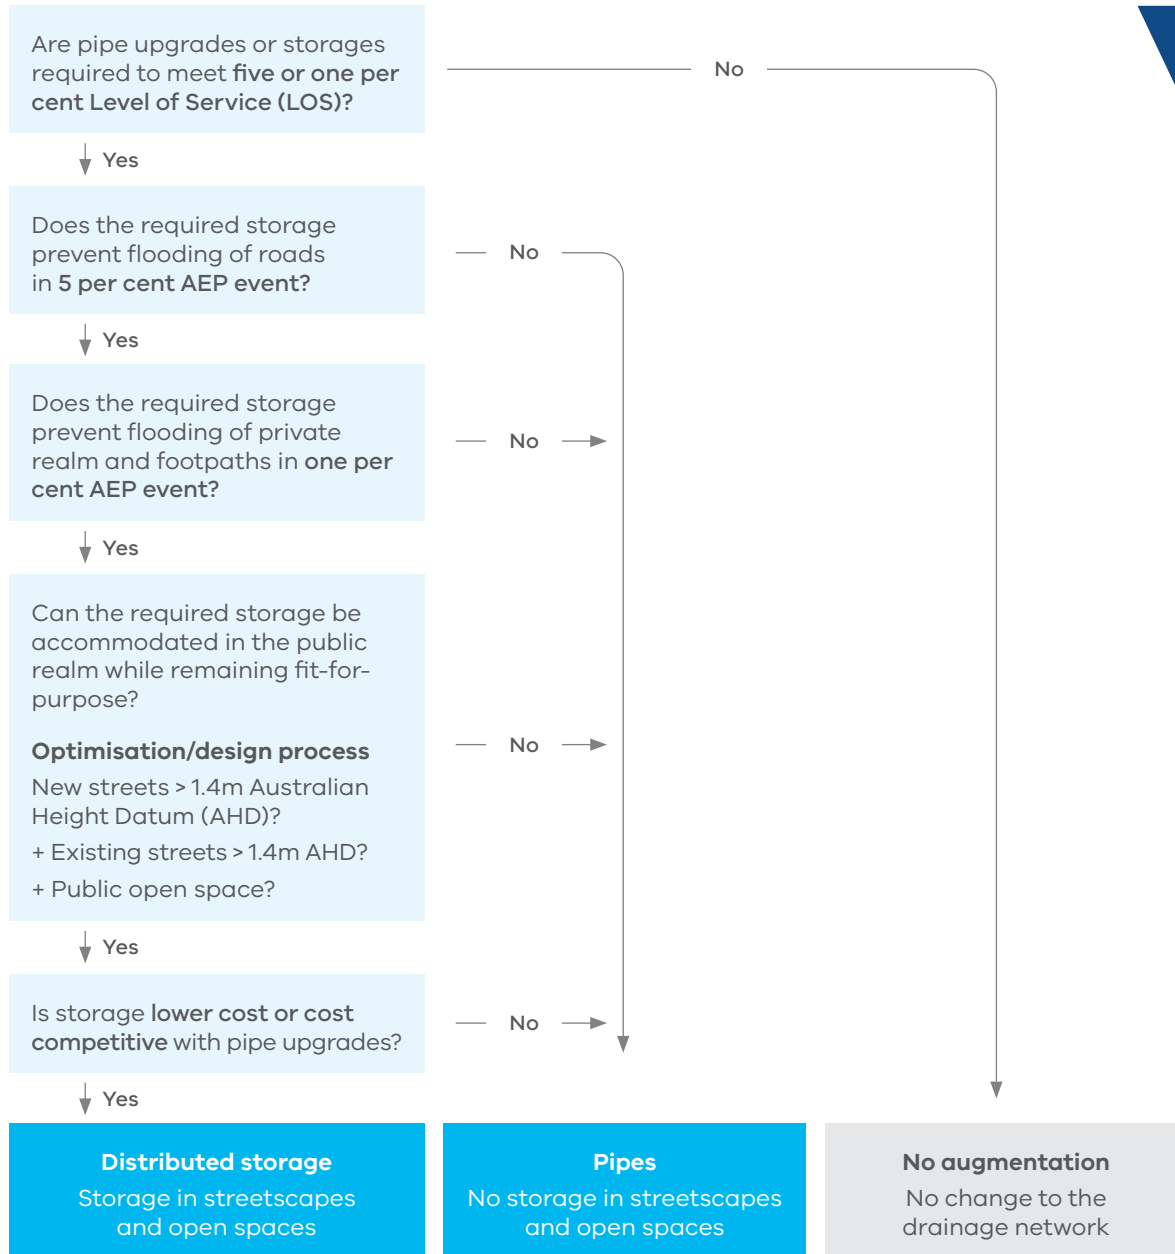 Are pipe upgrades or storages
required to meet five or one per
cent Level of Service (LOS)?
No
Yes
Does the required storage
prevent flooding of roads
in 5 per cent AEP event?
No
Yes
Does the required storage
prevent flooding of private
realm and footpaths in one per
cent AEP event?
No
Yes
Can the required storage be
accommodated in the public
realm while remaining fit-for-
purpose?
Optimisation/design process
New streets > 1.4m Australian
Height Datum (AHD)?
+ Existing streets > 1.4m AHD?
+ Public open space?
No
Yes
Is storage lower cost or cost
competitive with pipe upgrades?
No
Yes
Distributed storage
Storage in streetscapes
and open spaces
Pipes
No storage in streetscapes
and open spaces
No augmentation
No change to the
drainage network